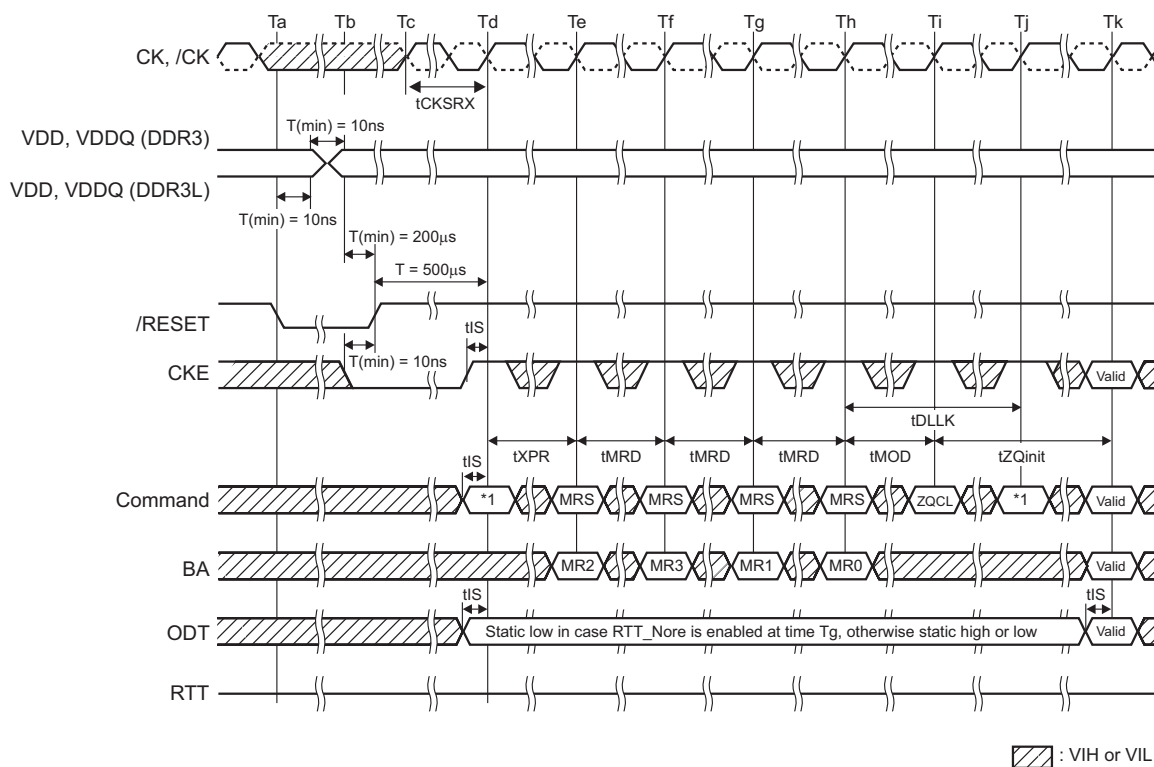 Ta Tb Tc Td Te Tf Tg Th Ti Tj Tk
CK, /CK
tCKSRX
VDD, VDDQ (DDR3)
T(min) = 10ns
VDD, VDDQ (DDR3L)
T(min) = 10ns
T(min) = 200µs
T = 500µs
/RESET
tIS
T(min) = 10ns
CKE
Valid
tDLLK
tXPR tMRD tMRD tMRD tMOD tZQinit
tIS
Command *1 MRS MRS MRS MRS ZQCL *1 Valid
BA MR2 MR3 MR1 MR0 Valid
tIS tIS
ODT Static low in case RTT_Nore is enabled at time Tg, otherwise static high or low Valid
RTT
: VIH or VIL